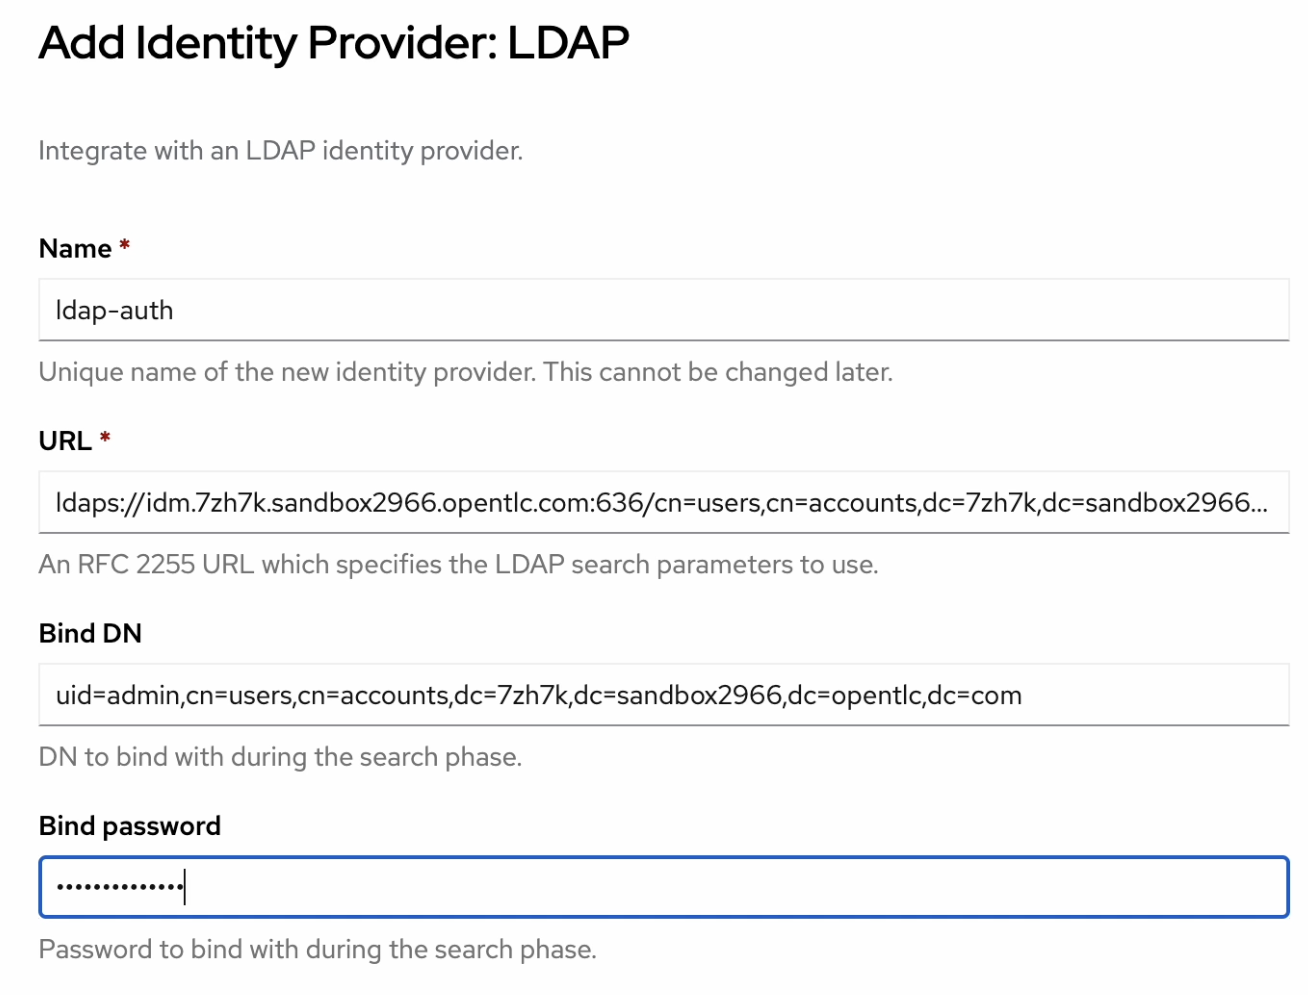 Add Identity Provider: LDAP
Integrate with an LDAP identity provider.
Name *
ldap-auth
Unique name of the new identity provider. This cannot be changed later.
URL *
ldaps://idm.7zh7k.sandbox2966.opentlc.com:636/cn=users,cn=accounts,dc=7zh7k,dc=sandbox2966...
An RFC 2255 URL which specifies the LDAP search parameters to use.
Bind DN
uid=admin,cn=users,cn=accounts,dc=7zh7k,dc=sandbox2966,dc=opentlc,dc=com
DN to bind with during the search phase.
Bind password
••••••••••••••
Password to bind with during the search phase.